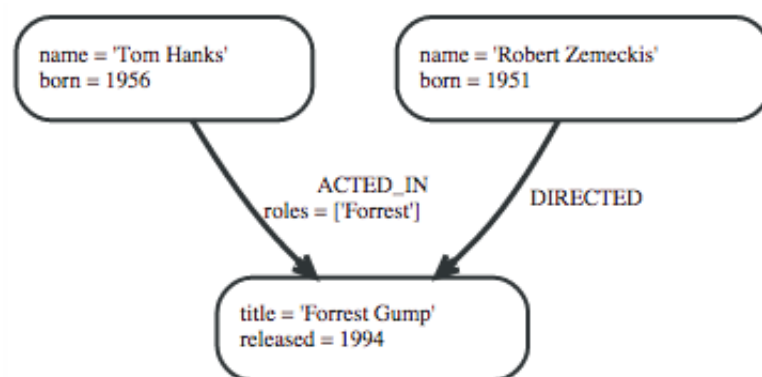 name = 'Tom Hanks'
born = 1956
name = 'Robert Zemeckis'
born = 1951
ACTED_IN
roles = ['Forrest']
DIRECTED
title = 'Forrest Gump'
released = 1994